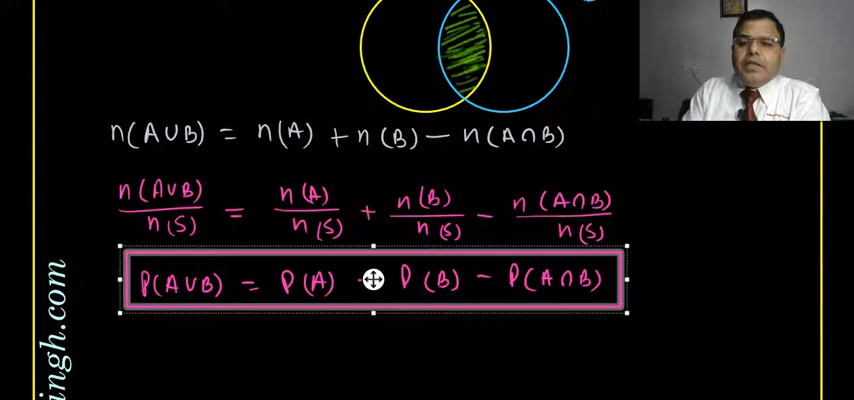 n(A∪B) = n(A) + n(B) − n(A∩B)
n(A∪B)/n(S) = n(A)/n(S) + n(B)/n(S) − n(A∩B)/n(S)
P(A∪B) = P(A) P(B) − P(A∩B)
ingh.com